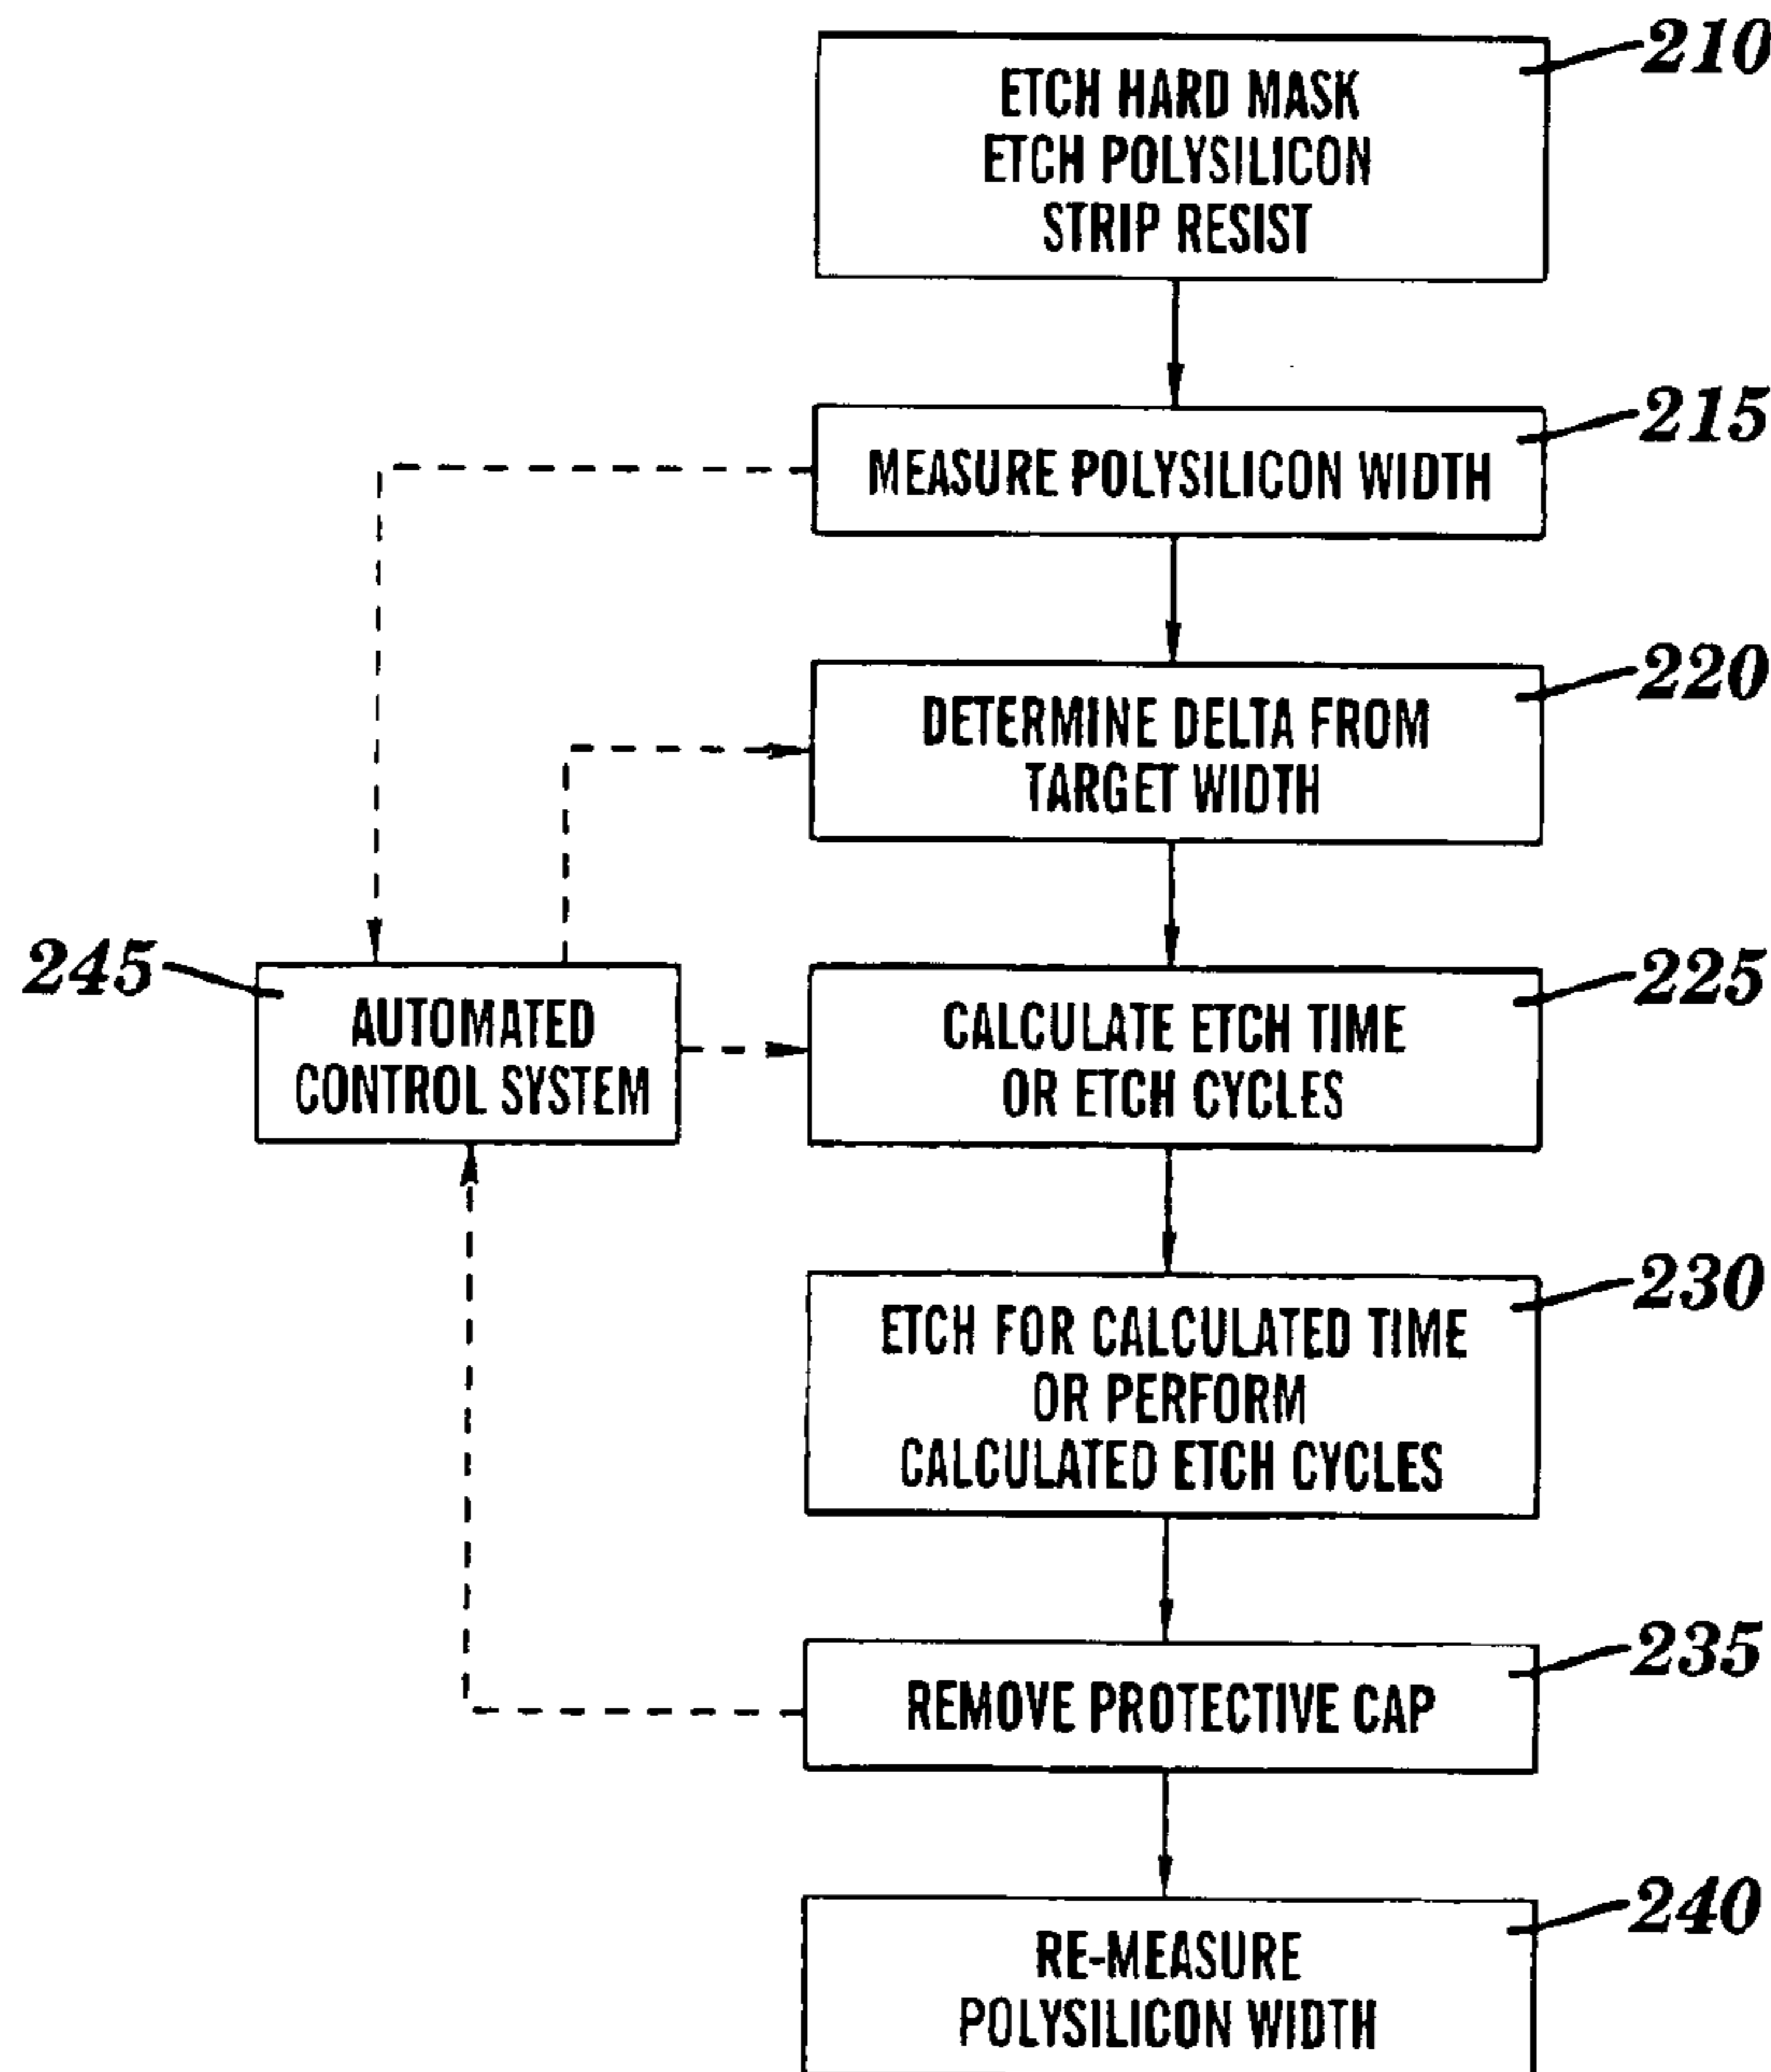 210
ETCH HARD MASK
ETCH POLYSILICON
STRIP RESIST
215
MEASURE POLYSILICON WIDTH
220
DETERMINE DELTA FROM
TARGET WIDTH
245
AUTOMATED
CONTROL SYSTEM
225
CALCULATE ETCH TIME
OR ETCH CYCLES
230
ETCH FOR CALCULATED TIME
OR PERFORM
CALCULATED ETCH CYCLES
235
REMOVE PROTECTIVE CAP
240
RE-MEASURE
POLYSILICON WIDTH